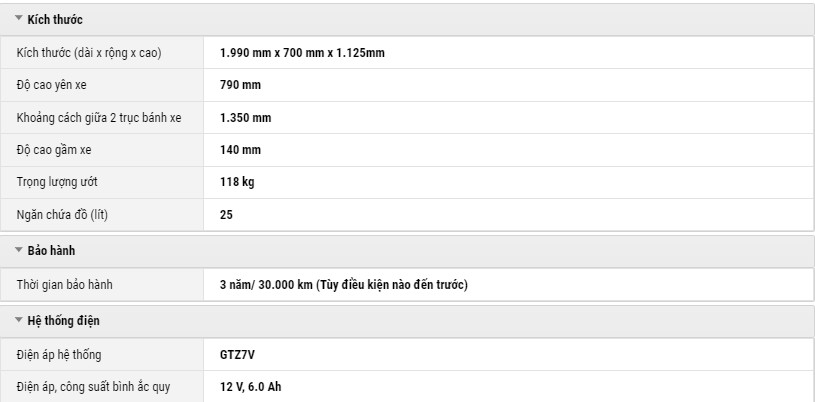 Kích thước
Kích thước (dài x rộng x cao) 1.990 mm x 700 mm x 1.125mm
Độ cao yên xe 790 mm
Khoảng cách giữa 2 trục bánh xe 1.350 mm
Độ cao gầm xe 140 mm
Trọng lượng ướt 118 kg
Ngăn chứa đồ (lít) 25
Bảo hành
Thời gian bảo hành 3 năm/ 30.000 km (Tùy điều kiện nào đến trước)
Hệ thống điện
Điện áp hệ thống GTZ7V
Điện áp, công suất bình ắc quy 12 V, 6.0 Ah